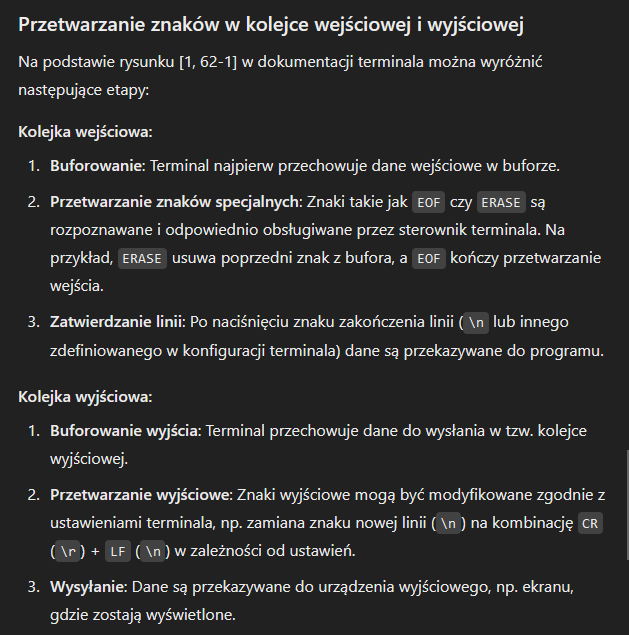 Przetwarzanie znaków w kolejce wejściowej i wyjściowej
Na podstawie rysunku [1, 62-1] w dokumentacji terminala można wyróżnić
następujące etapy:
Kolejka wejściowa:
1. Buforowanie: Terminal najpierw przechowuje dane wejściowe w buforze.
2. Przetwarzanie znaków specjalnych: Znaki takie jak EOF czy ERASE są
rozpoznawane i odpowiednio obsługiwane przez sterownik terminala. Na
przykład, ERASE usuwa poprzedni znak z bufora, a EOF kończy przetwarzanie
wejścia.
3. Zatwierdzanie linii: Po naciśnięciu znaku zakończenia linii (\n lub innego
zdefiniowanego w konfiguracji terminala) dane są przekazywane do programu.
Kolejka wyjściowa:
1. Buforowanie wyjścia: Terminal przechowuje dane do wysłania w tzw. kolejce
wyjściowej.
2. Przetwarzanie wyjściowe: Znaki wyjściowe mogą być modyfikowane zgodnie z
ustawieniami terminala, np. zamiana znaku nowej linii (\n) na kombinację CR
(\r) + LF (\n) w zależności od ustawień.
3. Wysyłanie: Dane są przekazywane do urządzenia wyjściowego, np. ekranu,
gdzie zostają wyświetlone.